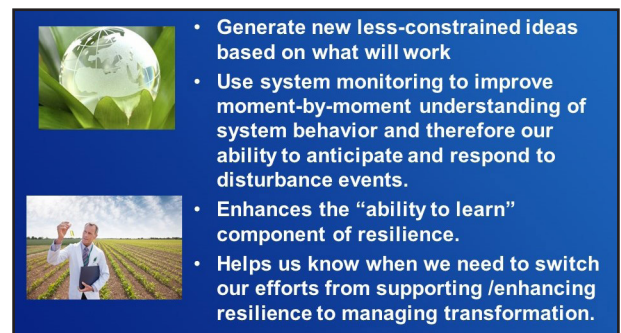 • Generate new less-constrained ideas
based on what will work
• Use system monitoring to improve
moment-by-moment understanding of
system behavior and therefore our
ability to anticipate and respond to
disturbance events.
• Enhances the “ability to learn”
component of resilience.
• Helps us know when we need to switch
our efforts from supporting /enhancing
resilience to managing transformation.